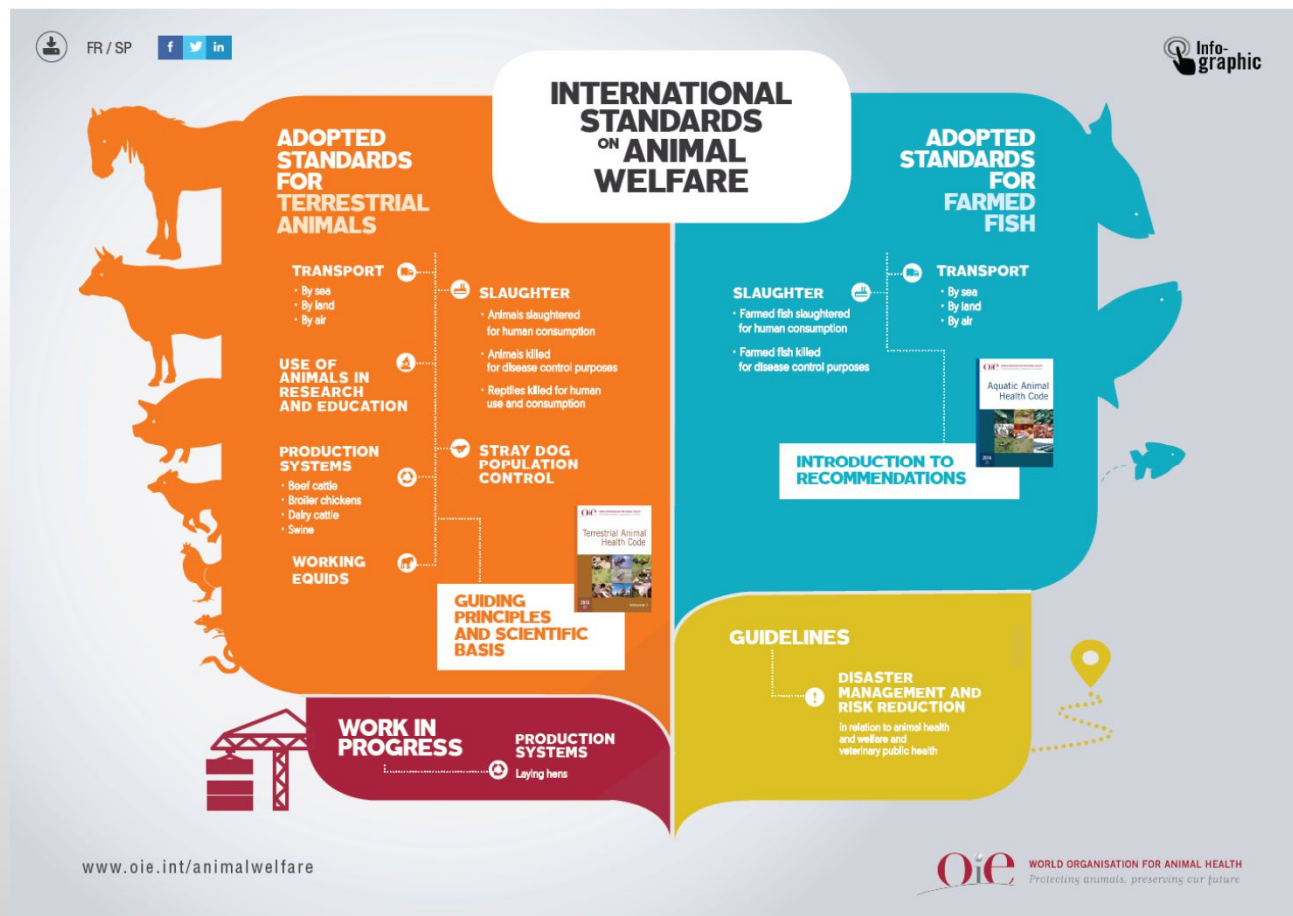 FR / SP
f
in
Info-
graphic
INTERNATIONAL
STANDARDS
ON ANIMAL
WELFARE
ADOPTED
STANDARDS
FOR
TERRESTRIAL
ANIMALS
TRANSPORT
• By sea
• By land
• By air
USE OF
ANIMALS IN
RESEARCH
AND EDUCATION
PRODUCTION
SYSTEMS
• Beef cattle
• Broiler chickens
• Dairy cattle
• Swine
WORKING
EQUIDS
SLAUGHTER
• Animals slaughtered
for human consumption
• Animals killed
for disease control purposes
• Reptiles killed for human
use and consumption
STRAY DOG
POPULATION
CONTROL
Oie
Terrestrial Animal
Health Code
Volume I
GUIDING
PRINCIPLES
AND SCIENTIFIC
BASIS
ADOPTED
STANDARDS
FOR
FARMED
FISH
SLAUGHTER
• Farmed fish slaughtered
for human consumption
• Farmed fish killed
for disease control purposes
TRANSPORT
• By sea
• By land
• By air
Oie
Aquatic Animal
Health Code
INTRODUCTION TO
RECOMMENDATIONS
WORK IN
PROGRESS
PRODUCTION
SYSTEMS
Laying hens
GUIDELINES
!
DISASTER
MANAGEMENT AND
RISK REDUCTION
in relation to animal health
and welfare and
veterinary public health
www.oie.int/animalwelfare
Oie
WORLD ORGANISATION FOR ANIMAL HEALTH
Protecting animals, preserving our future